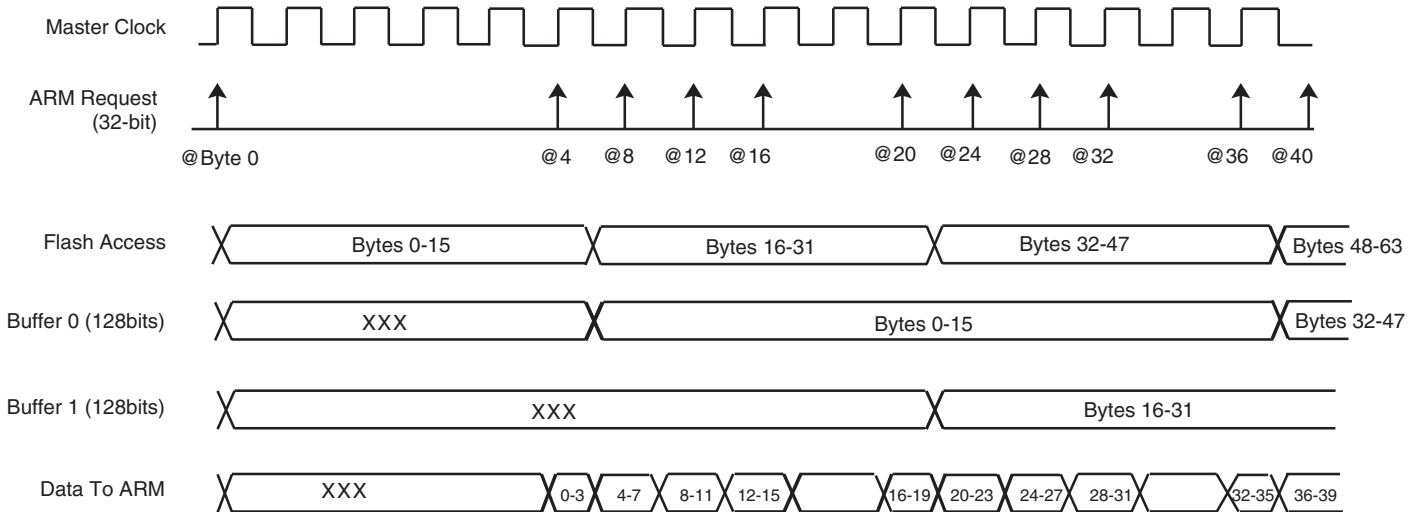 Master Clock
ARM Request
(32-bit)
@Byte 0 @4 @8 @12 @16 @20 @24 @28 @32 @36 @40
Flash Access Bytes 0-15 Bytes 16-31 Bytes 32-47 Bytes 48-63
Buffer 0 (128bits) XXX Bytes 0-15 Bytes 32-47
Buffer 1 (128bits) XXX Bytes 16-31
Data To ARM XXX 0-3 4-7 8-11 12-15 16-19 20-23 24-27 28-31 32-35 36-39